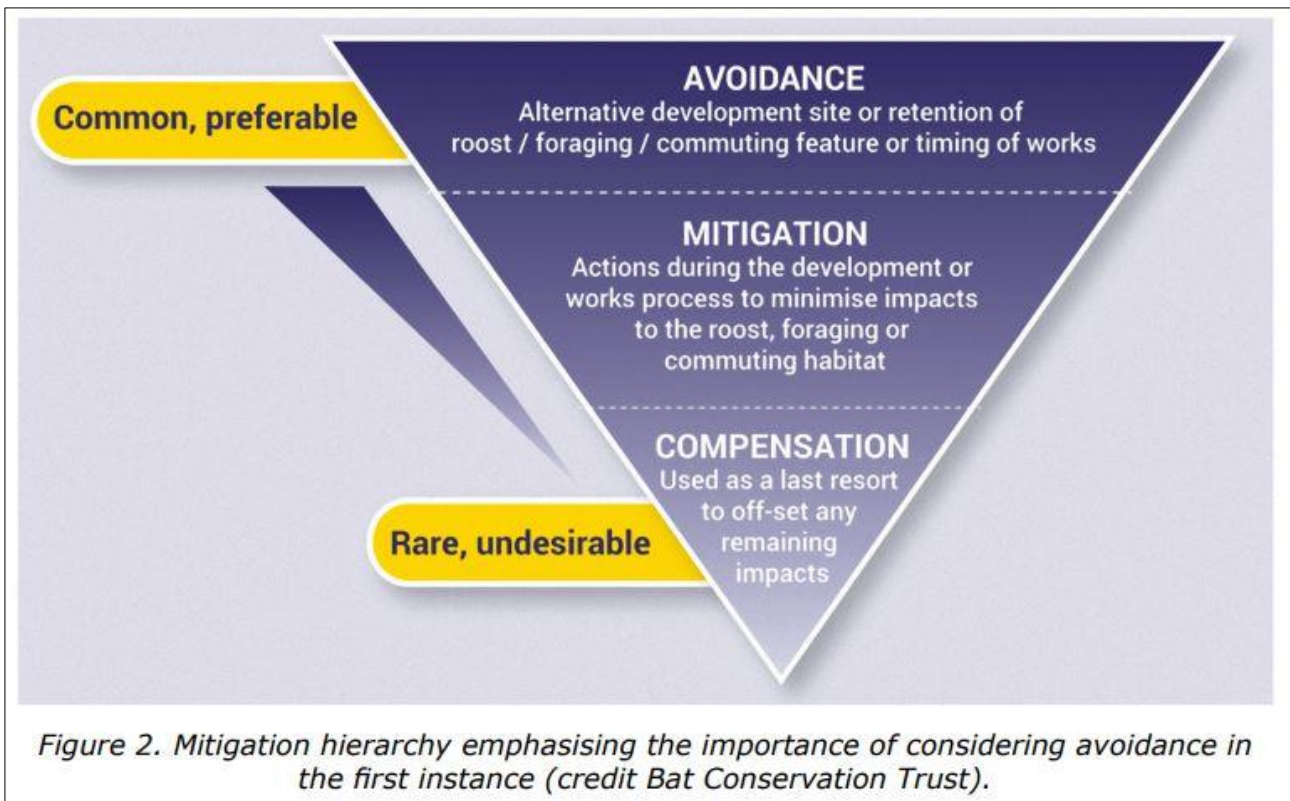 Common, preferable
AVOIDANCE
Alternative development site or retention of
roost / foraging / commuting feature or timing of works
MITIGATION
Actions during the development or
works process to minimise impacts
to the roost, foraging or
commuting habitat
COMPENSATION
Used as a last resort
to off-set any
remaining
impacts
Rare, undesirable
Figure 2. Mitigation hierarchy emphasising the importance of considering avoidance in
the first instance (credit Bat Conservation Trust).